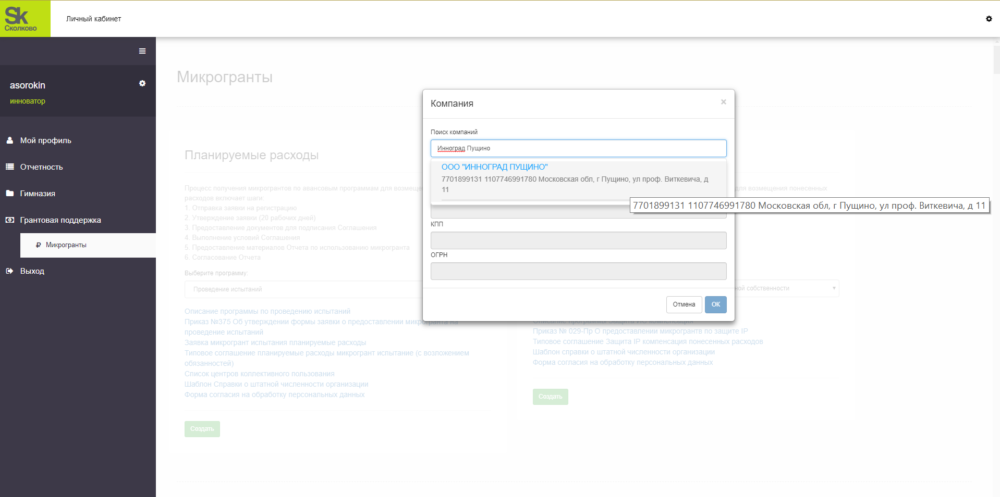 Sk
Сколково
Личный кабинет
asorokin
инноватор
Мой профиль
Отчетность
Гимназия
Грантовая поддержка
Микрогранты
Выход
Микрогранты
Планируемые расходы
Процесс получения микрогрантов по авансовым программам для возмещ
расходов включает шаги:
1. Отправка заявки на регистрацию
2. Утверждение заявки (20 рабочих дней)
3. Предоставление документов для подписания Соглашения
4. Выполнение условий Соглашения
5. Предоставление материалов Отчета по использованию микрогранта
6. Согласование Отчета
Выберите программу:
Проведение испытаний
Описание программы по проведению испытаний
Приказ №375 Об утверждении формы заявки о предоставлении микрогранта на
проведение испытаний
Заявка микрогрант испытания планируемые расходы
Типовое соглашение планируемые расходы микрогрант испытание (с возложением
обязанностей)
Список центров коллективного пользования
Шаблон Справки о штатной численности организации
Форма согласия на обработку персональных данных
Создать
Компания
×
Поиск компаний
Инноград Пущино
ООО "ИННОГРАД ПУЩИНО"
7701899131 1107746991780 Московская обл, г Пущино, ул проф. Виткевича, д
11
7701899131 1107746991780 Московская обл, г Пущино, ул проф. Виткевича, д 11
КПП
ОГРН
Отмена
ОК
для возмещения понесенных
ной собственности
Описание программы Защита ИС компенсация
Приказ № 029-Пр О предоставлении микрогрантв по защите IP
Типовое соглашение Защита IP компенсация понесенных расходов
Шаблон справки о штатной численности организации
Форма согласия на обработку персональных данных
Создать